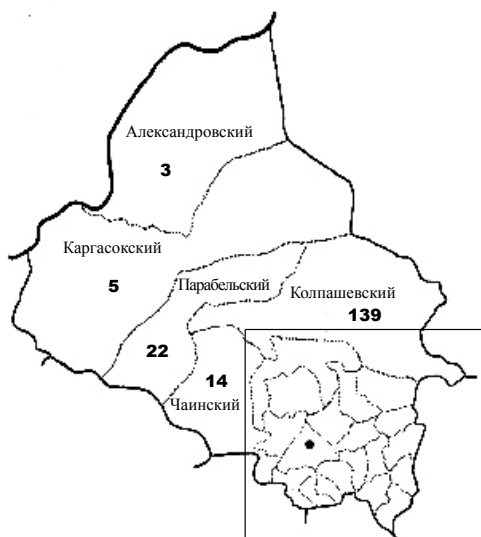 Александровский
3
Каргасокский
5
Парабельский
Колпашевский
139
22
14
Чаинский